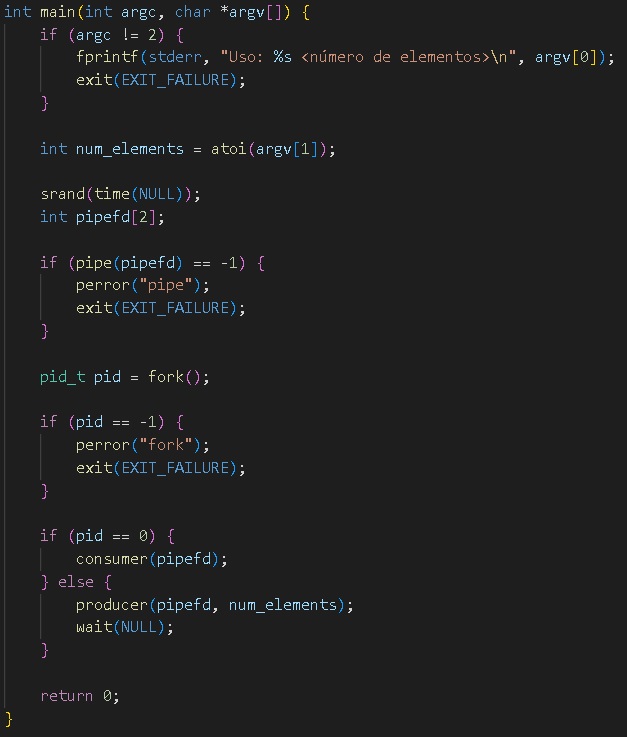 int main(int argc, char *argv[]) {
    if (argc != 2) {
        fprintf(stderr, "Uso: %s <número de elementos>\n", argv[0]);
        exit(EXIT_FAILURE);
    }

    int num_elements = atoi(argv[1]);

    srand(time(NULL));
    int pipefd[2];

    if (pipe(pipefd) == -1) {
        perror("pipe");
        exit(EXIT_FAILURE);
    }

    pid_t pid = fork();

    if (pid == -1) {
        perror("fork");
        exit(EXIT_FAILURE);
    }

    if (pid == 0) {
        consumer(pipefd);
    } else {
        producer(pipefd, num_elements);
        wait(NULL);
    }

    return 0;
}